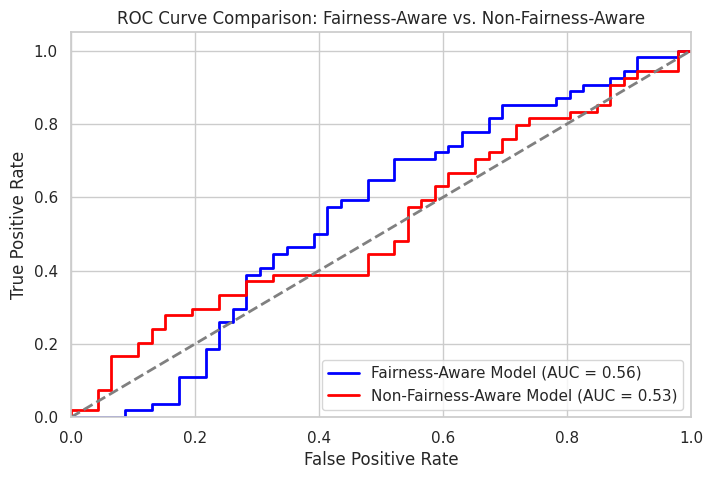 ROC Curve Comparison: Fairness-Aware vs. Non-Fairness-Aware
True Positive Rate
1.0
0.8
0.6
0.4
0.2
0.0
Fairness-Aware Model (AUC = 0.56)
Non-Fairness-Aware Model (AUC = 0.53)
0.0 0.2 0.4 0.6 0.8 1.0
False Positive Rate